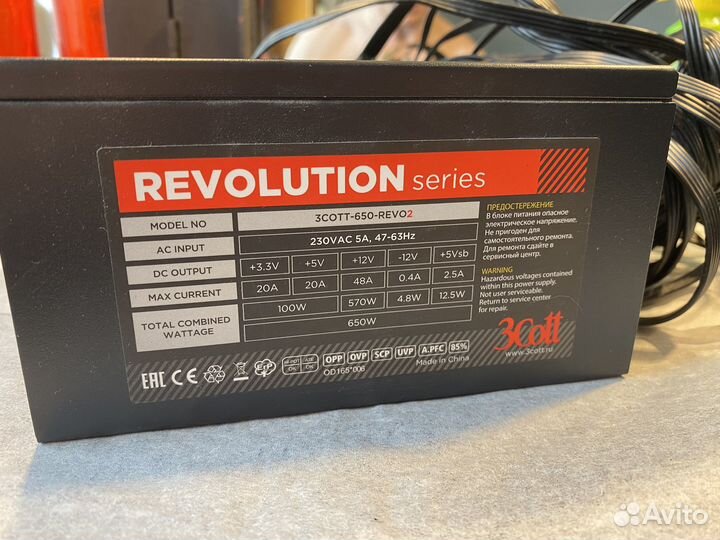 REVOLUTION series
MODEL NO 3COTT-650-REVO2
AC INPUT 230VAC 5A, 47-63Hz
DC OUTPUT +3.3V +5V +12V -12V +5Vsb
MAX CURRENT 20A 20A 48A 0.4A 2.5A
TOTAL COMBINED WATTAGE 100W 570W 4.8W 12.5W
650W
ПРЕДОСТЕРЕЖЕНИЕ
В блоке питания опасное
электрическое напряжение.
Не пригоден для
самостоятельного ремонта.
Для ремонта сдайте в
сервисный центр.
WARNING
Hazardous voltages contained
within this power supply.
Not user serviceable.
Return to service center
for repair.
3Cott
www.3cott.ru
EAC CE ErP OPP OVP SCP UVP A.PFC 85%
OD165*006 Made in China
Avito